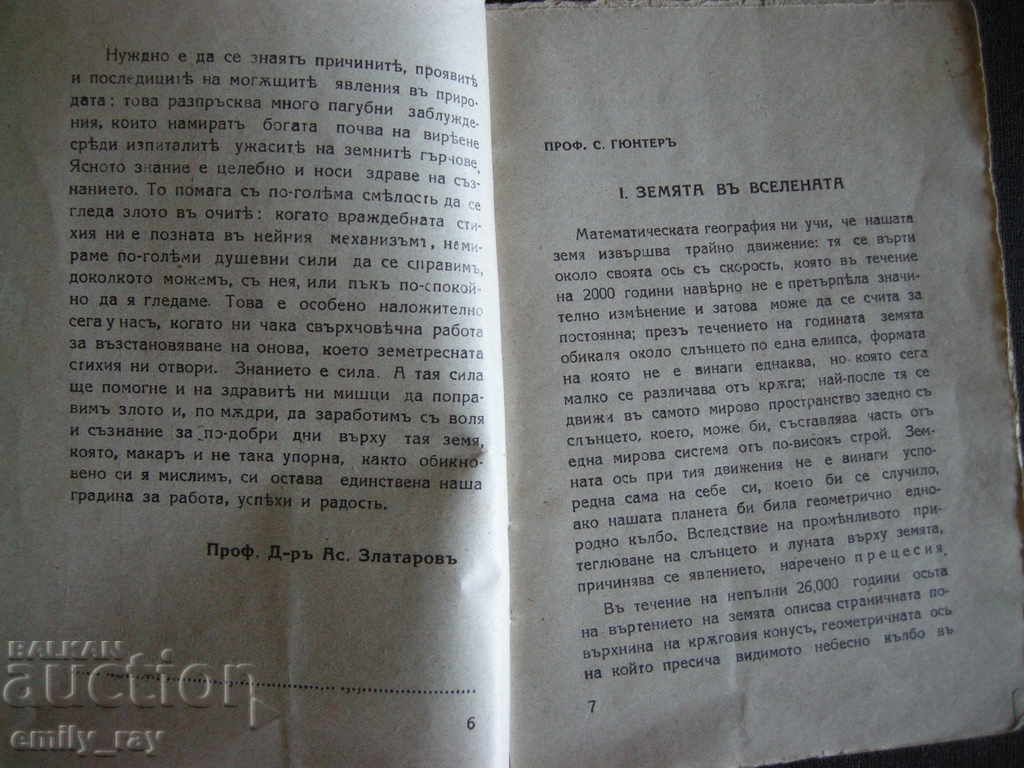 Нуждно е да се знаятъ причинитѣ, проявитѣ
и последицитѣ на могѫщитѣ явления въ приро-
дата: това разпръсква много пагубни заблужде-
ния, които намиратъ богата почва на вирѣене
среди изпиталитѣ ужаситѣ на земнитѣ гърчове.
Ясното знание е целебно и носи здраве на съз-
нанието. То помага съ по-голѣма смѣлость да се
гледа злото въ очитѣ: когато враждебната сти-
хия ни е позната въ нейния механизъмъ, нами-
раме по-голѣми душевни сили да се справимъ,
доколкото можемъ, съ нея, или пъкъ по-спокой-
но да я гледаме. Това е особено наложително
сега у насъ, когато ни чака свърхчовѣчна работа
за възстановяване на онова, което земетресната
стихия ни отвори. Знанието е сила. А тая сила
ще помогне и на здравитѣ ни мишци да попра-
вимъ злото и, по мѫдри, да заработимъ съ воля
и съзнание за по-добри дни върху тая земя,
която, макаръ и не така упорна, както обикно-
вено си я мислимъ, си остава единствена наша
градина за работа, успѣхи и радость.
Проф. Д-ръ Ас. Златаровъ
6
ПРОФ. С. ГЮНТЕРЪ
I. ЗЕМЯТА ВЪ ВСЕЛЕНАТА
Математическата география ни учи, че нашата
земя извършва трайно движение: тя се върти
около своята ось съ скорость, която въ течение
на 2000 години навѣрно не е претърпѣла значи-
телно измѣнение и затова може да се счита за
постоянна; презъ течението на годината земята
обикаля около слънцето по една елипса, формата
на която не е винаги еднаква, но която сега
малко се различава отъ крѫга; най-после тя се
движи въ самото мирово пространство заедно съ
слънцето, което, може би, съставлява часть отъ
една мирова система отъ по-високъ строй. Зем-
ната ось при тия движения не е винаги успо-
редна сама на себе си, което би се случило,
ако нашата планета би била геометрично едно-
родно кълбо. Вследствие на промѣнливото при-
теглюване на слънцето и луната върху земята,
причинява се явлението, наречено прецесия.
Въ течение на непълни 26,000 години осьта
на въртението на земята описва страничната по-
върхнина на крѫговия конусъ, геометричната ось
на който пресича видимото небесно кълбо въ
7
BALKAN
auction
emily_ray